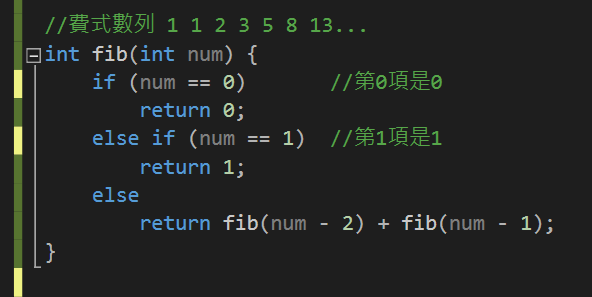 //費式數列 1 1 2 3 5 8 13...
int fib(int num) {
if (num == 0) //第0項是0
return 0;
else if (num == 1) //第1項是1
return 1;
else
return fib(num - 2) + fib(num - 1);
}